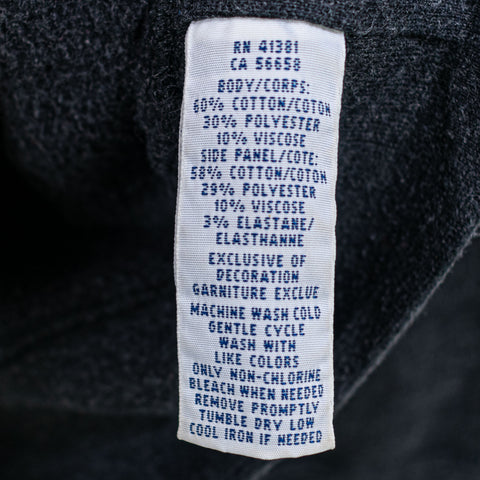 RN 41381
CA 56658
BODY/CORPS:
60% COTTON/COTON
30% POLYESTER
10% VISCOSE
SIDE PANEL/COTE:
58% COTTON/COTON
29% POLYESTER
10% VISCOSE
3% ELASTANE/
ELASTHANNE
EXCLUSIVE OF
DECORATION
GARNITURE EXCLUE
MACHINE WASH COLD
GENTLE CYCLE
WASH WITH
LIKE COLORS
ONLY NON-CHLORINE
BLEACH WHEN NEEDED
REMOVE PROMPTLY
TUMBLE DRY LOW
COOL IRON IF NEEDED